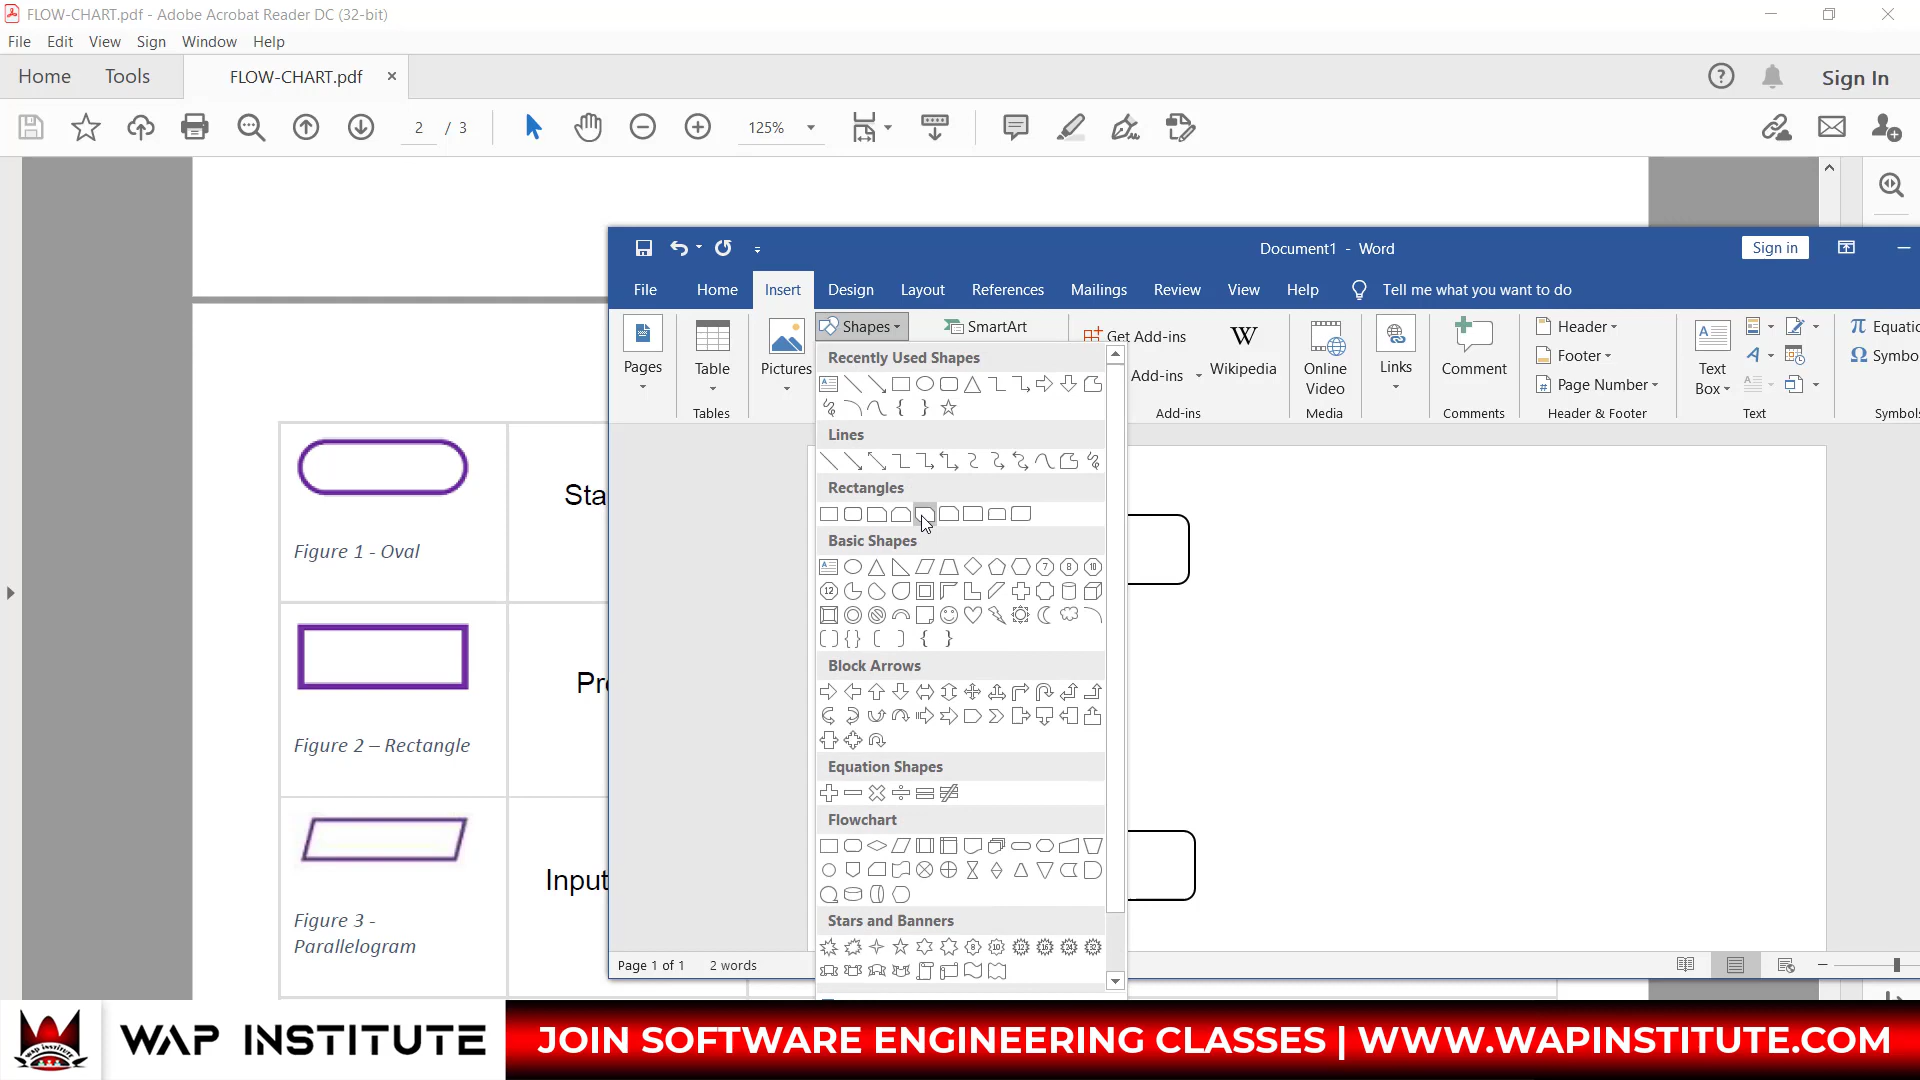 FLOW-CHART.pdf - Adobe Acrobat Reader DC (32-bit)
File Edit View Sign Window Help
Home Tools FLOW-CHART.pdf × Sign In
2 / 3 125%
Document1 - Word Sign in
File Home Insert Design Layout References Mailings Review View Help Tell me what you want to do
Pages
Table
Tables
Pictures
Shapes
SmartArt
Get Add-ins
Add-ins
Wikipedia
Add-ins
Online
Video
Media
Links
Comment
Comments
Header
Footer
Page Number
Header & Footer
Text
Box
Text
Equatic
Symbo
Symbols
Recently Used Shapes
Lines
Rectangles
Basic Shapes
Block Arrows
Equation Shapes
Flowchart
Stars and Banners
Sta
Figure 1 - Oval
Pr
Figure 2 – Rectangle
Input
Figure 3 -
Parallelogram
Page 1 of 1 2 words
WAP INSTITUTE
JOIN SOFTWARE ENGINEERING CLASSES | WWW.WAPINSTITUTE.COM